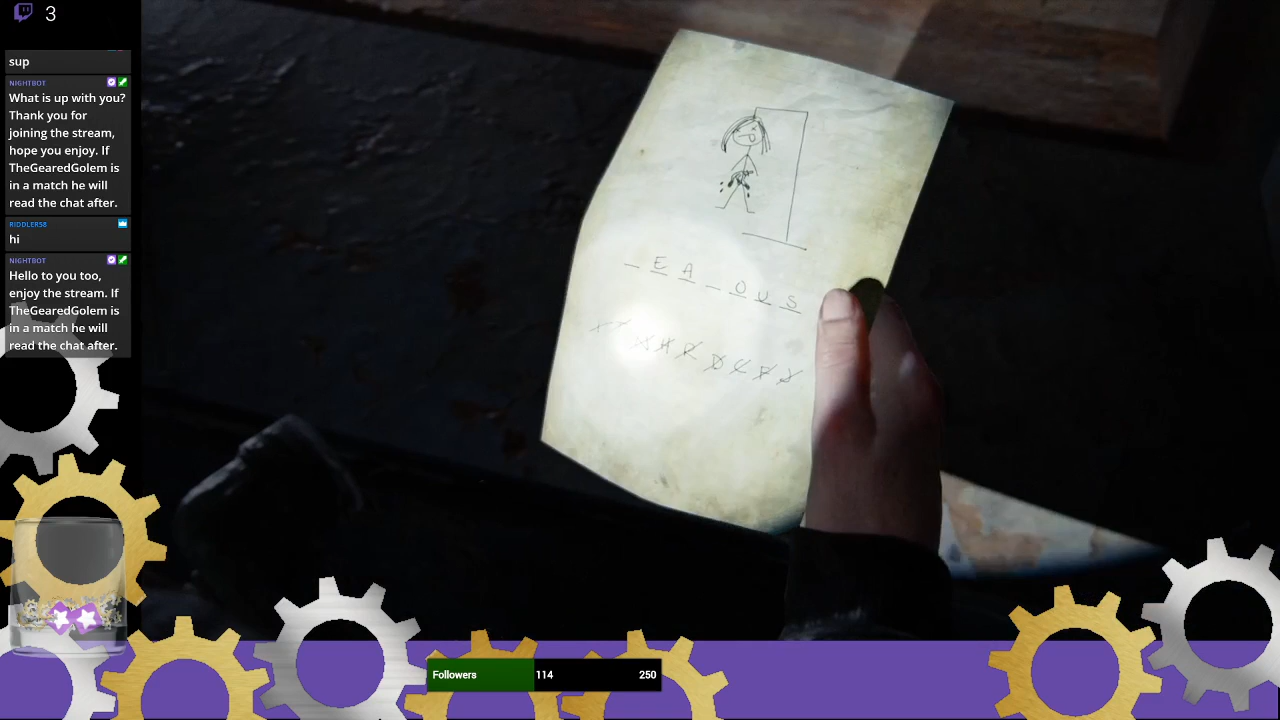 3
sup
NIGHTBOT
What is up with you?
Thank you for
joining the stream,
hope you enjoy. If
TheGearedGolem is
in a match he will
read the chat after.
RIDDLER58
hi
NIGHTBOT
Hello to you too,
enjoy the stream. If
TheGearedGolem is
in a match he will
read the chat after.
_ E A _ O U S
Followers 114 250